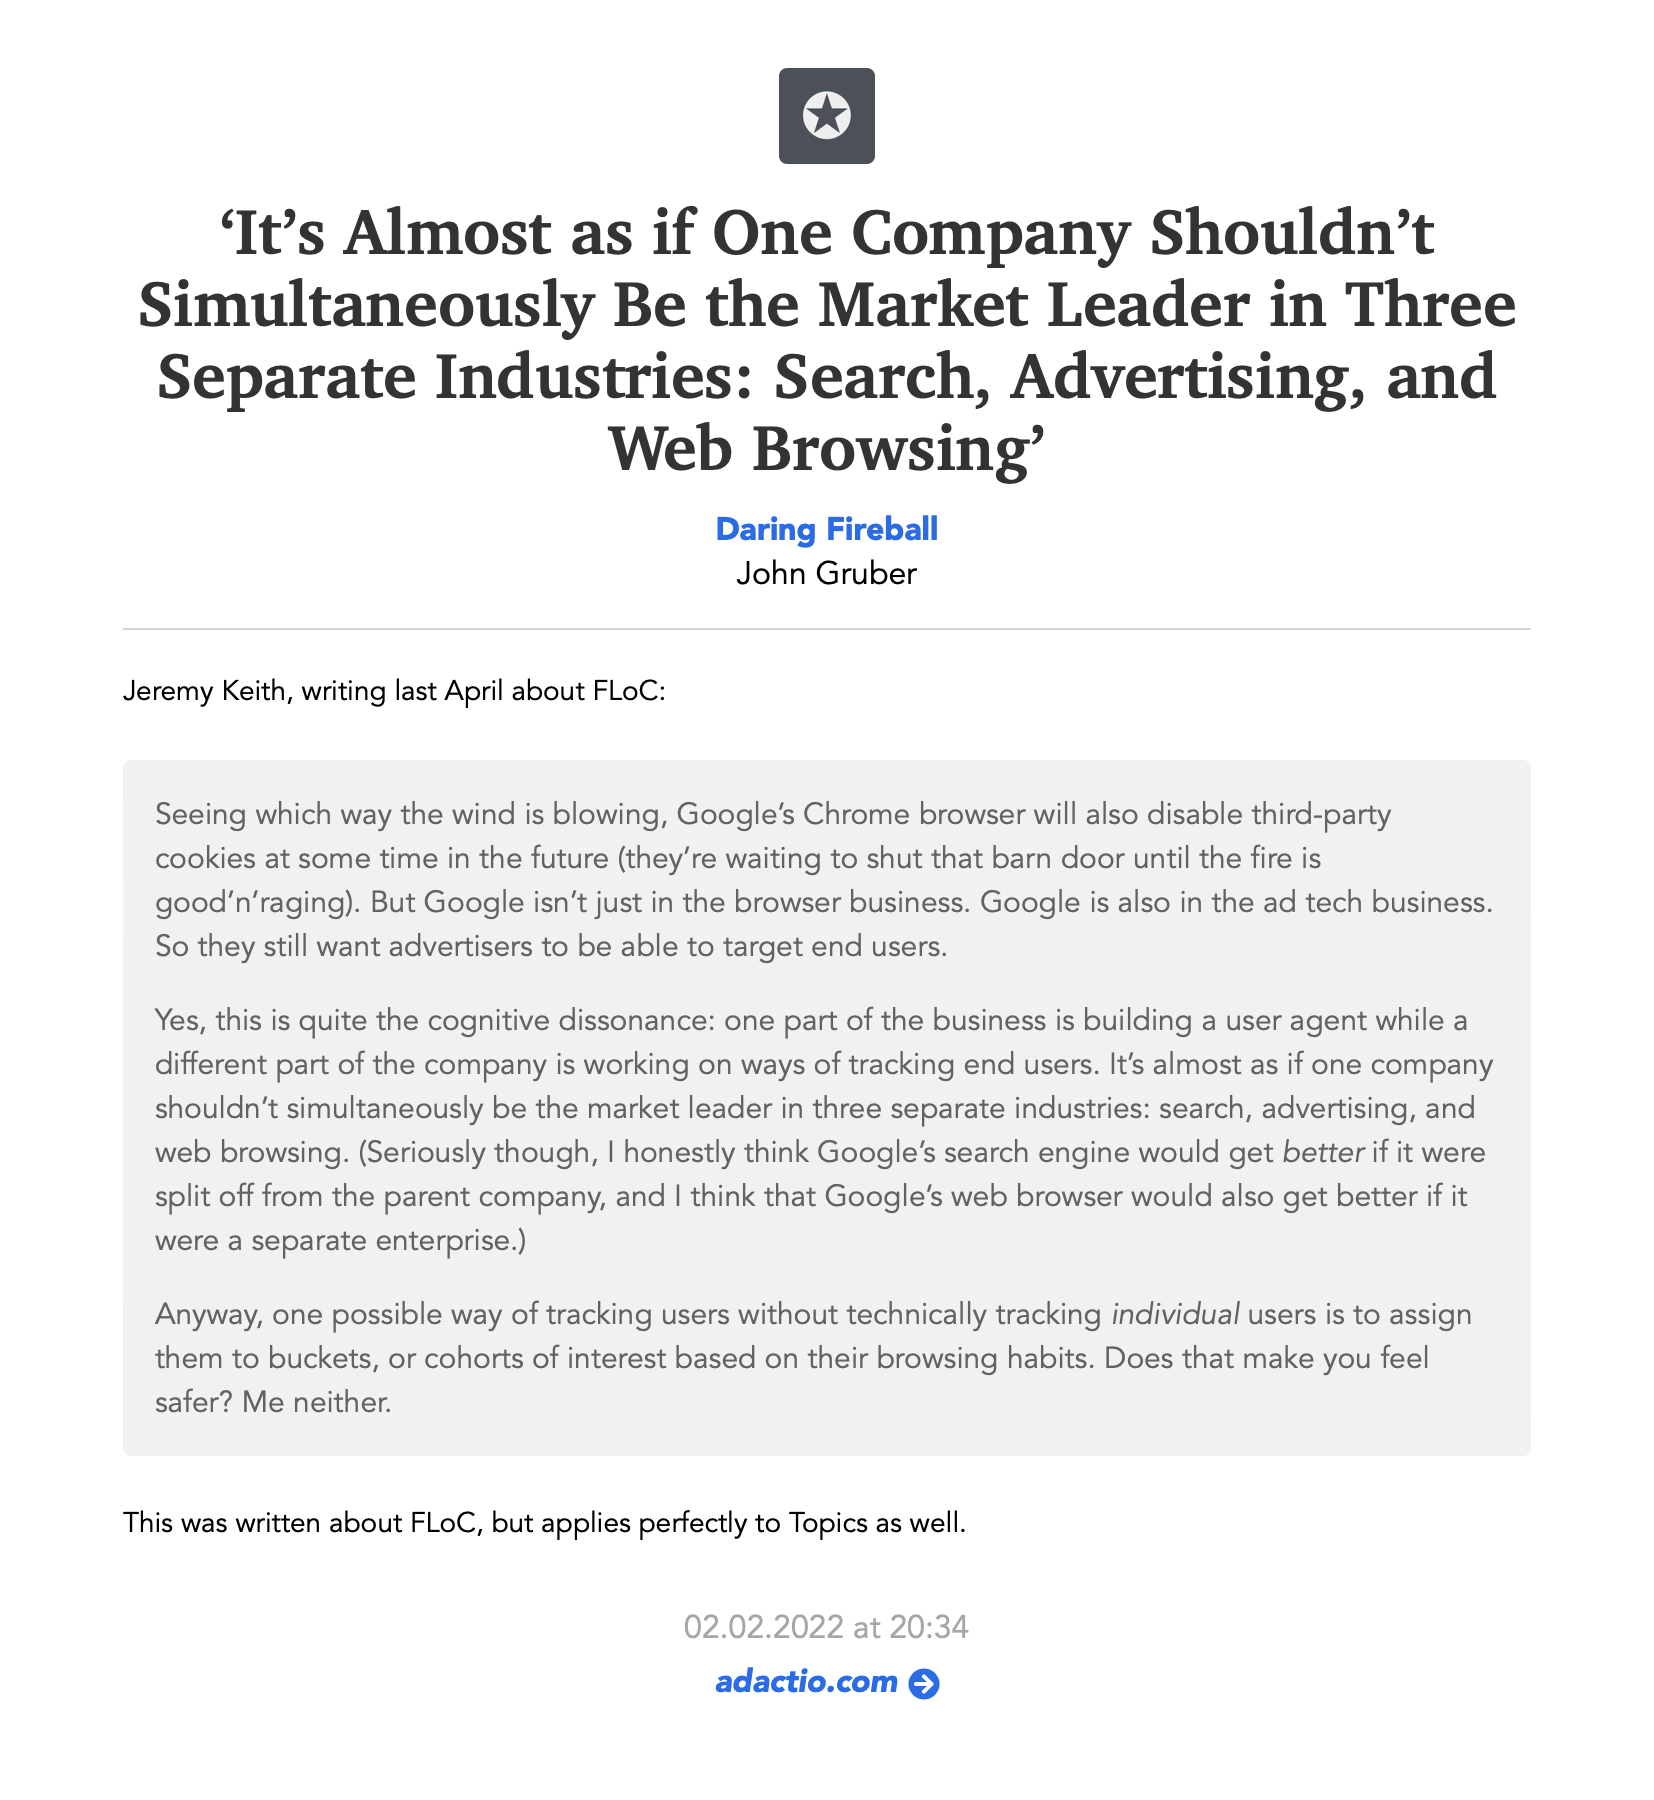 ‘It’s Almost as if One Company Shouldn’t
Simultaneously Be the Market Leader in Three
Separate Industries: Search, Advertising, and
Web Browsing’
Daring Fireball
John Gruber
Jeremy Keith, writing last April about FLoC:
Seeing which way the wind is blowing, Google’s Chrome browser will also disable third-party
cookies at some time in the future (they’re waiting to shut that barn door until the fire is
good’n’raging). But Google isn’t just in the browser business. Google is also in the ad tech business.
So they still want advertisers to be able to target end users.
Yes, this is quite the cognitive dissonance: one part of the business is building a user agent while a
different part of the company is working on ways of tracking end users. It’s almost as if one company
shouldn’t simultaneously be the market leader in three separate industries: search, advertising, and
web browsing. (Seriously though, I honestly think Google’s search engine would get better if it were
split off from the parent company, and I think that Google’s web browser would also get better if it
were a separate enterprise.)
Anyway, one possible way of tracking users without technically tracking individual users is to assign
them to buckets, or cohorts of interest based on their browsing habits. Does that make you feel
safer? Me neither.
This was written about FLoC, but applies perfectly to Topics as well.
02.02.2022 at 20:34
adactio.com